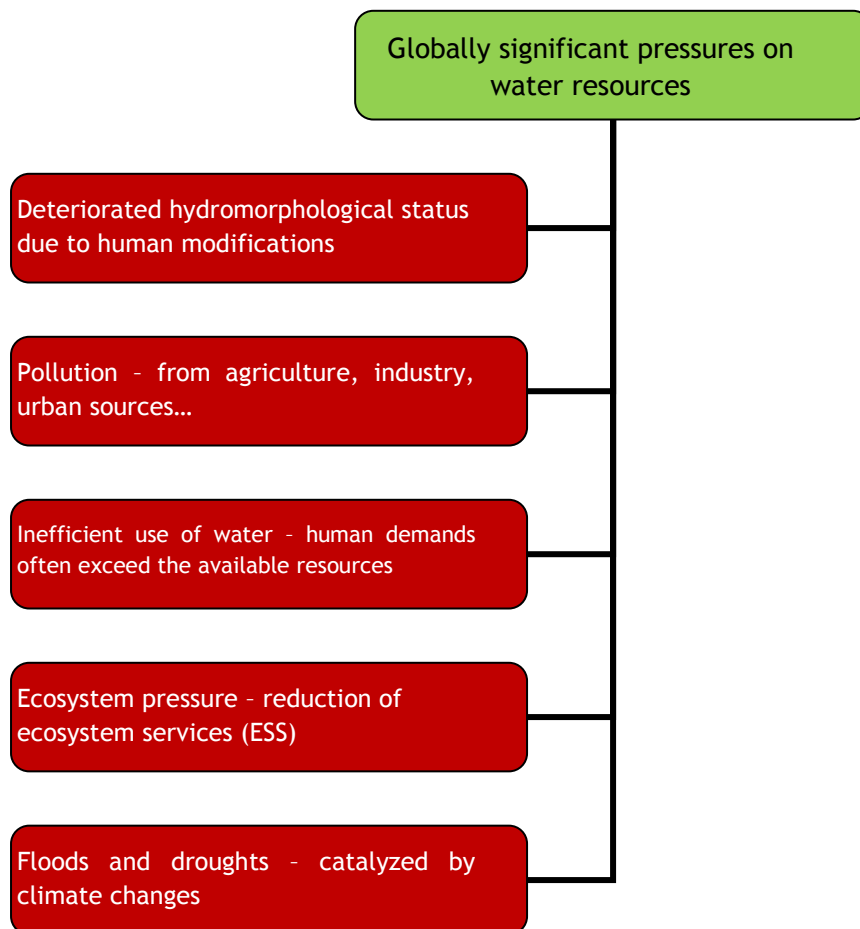 Globally significant pressures on
water resources
Deteriorated hydromorphological status
due to human modifications
Pollution – from agriculture, industry,
urban sources…
Inefficient use of water – human demands
often exceed the available resources
Ecosystem pressure – reduction of
ecosystem services (ESS)
Floods and droughts – catalyzed by
climate changes